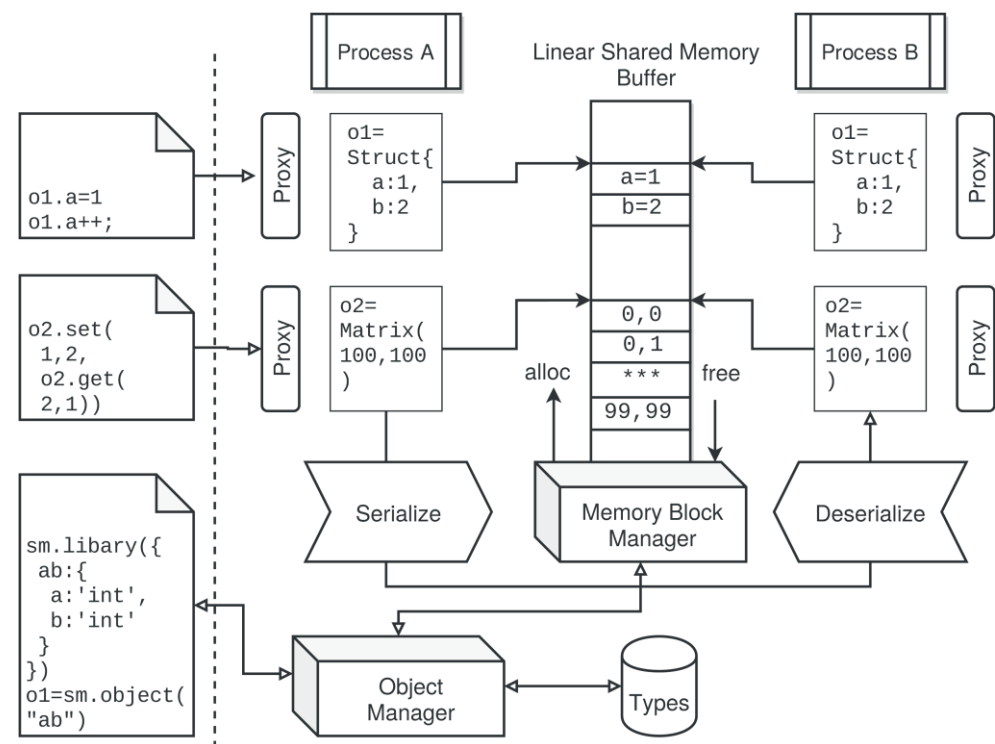 Process A
Linear Shared Memory
Buffer
Process B
o1.a=1
o1.a++;
Proxy
o1=
Struct{
a:1,
b:2
}
a=1
b=2
o1=
Struct{
a:1,
b:2
}
Proxy
o2.set(
1,2,
o2.get(
2,1))
Proxy
o2=
Matrix(
100,100
)
0,0
0,1
***
99,99
alloc
free
o2=
Matrix(
100,100
)
Proxy
Serialize
Memory Block
Manager
Deserialize
sm.libary({
ab:{
a:'int',
b:'int'
}
})
o1=sm.object(
"ab")
Object
Manager
Types